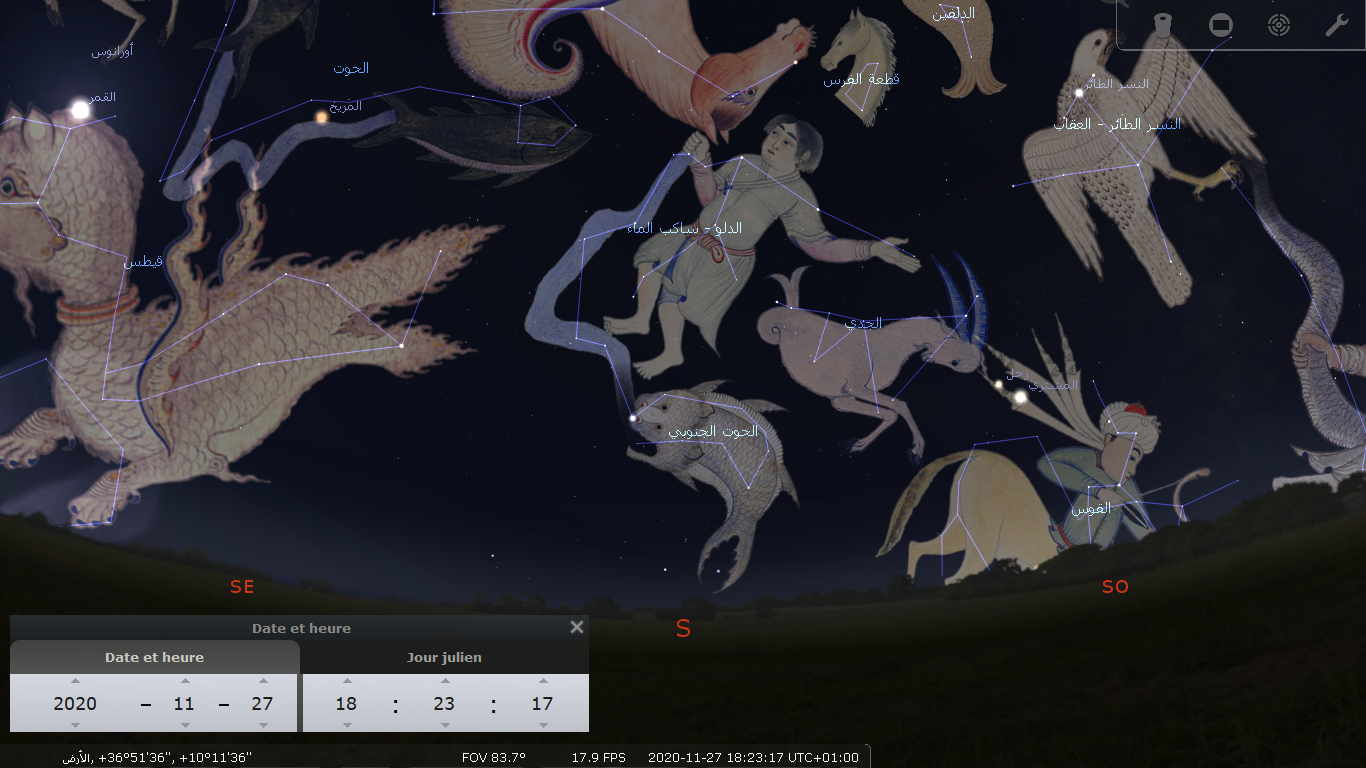 الدلفين
أورانوس
الحوت
قطعة الفرس
النسر الطائر
القمر
المريخ
النسر الطائر - العقاب
الدلو - ساكب الماء
قيطس
الجدي
زحل
المشتري
الحوت الجنوبي
القوس
SE
S
SO
Date et heure
Date et heure
Jour julien
2020 - 11 - 27
18 : 23 : 17
الأرض, +36°51'36", +10°11'36"
FOV 83.7°
17.9 FPS
2020-11-27 18:23:17 UTC+01:00